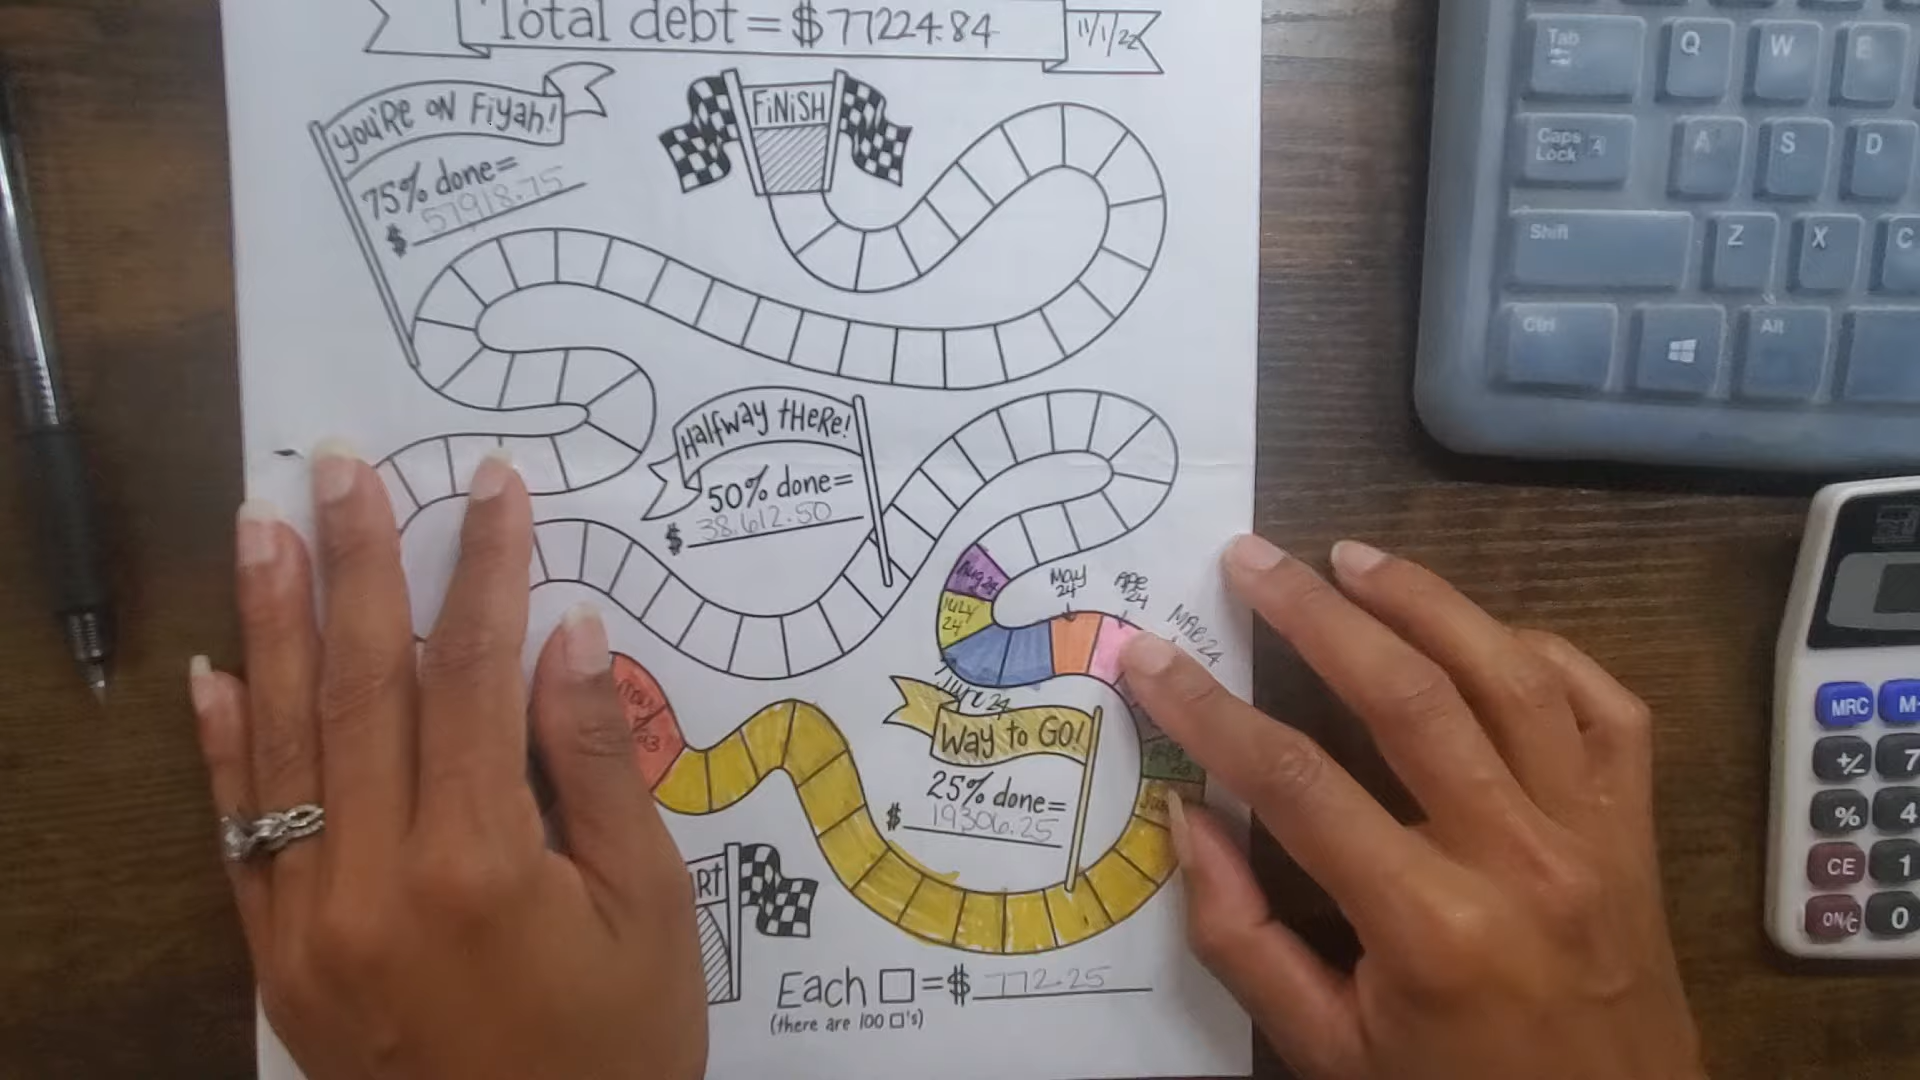 Total debt = $77224.84
11/1/22
YOU'RE ON FiYah!
75% done=
$ 57918.75
FiNiSH
Halfway tHeRe!
50% done=
$ 38,612.50
Aug 24
July
24
May
24
APR
24
MAR 24
June 24
Way to GO!
25% done=
$ 19306.25
RT
Each □ = $ 772.25
(there are 100 □'s)
Tab
Q
W
E
Caps
Lock
A
A
S
D
Shift
Z
X
C
Ctrl
Alt
MRC
M-
+/-
7
%
4
CE
1
ON/C
0